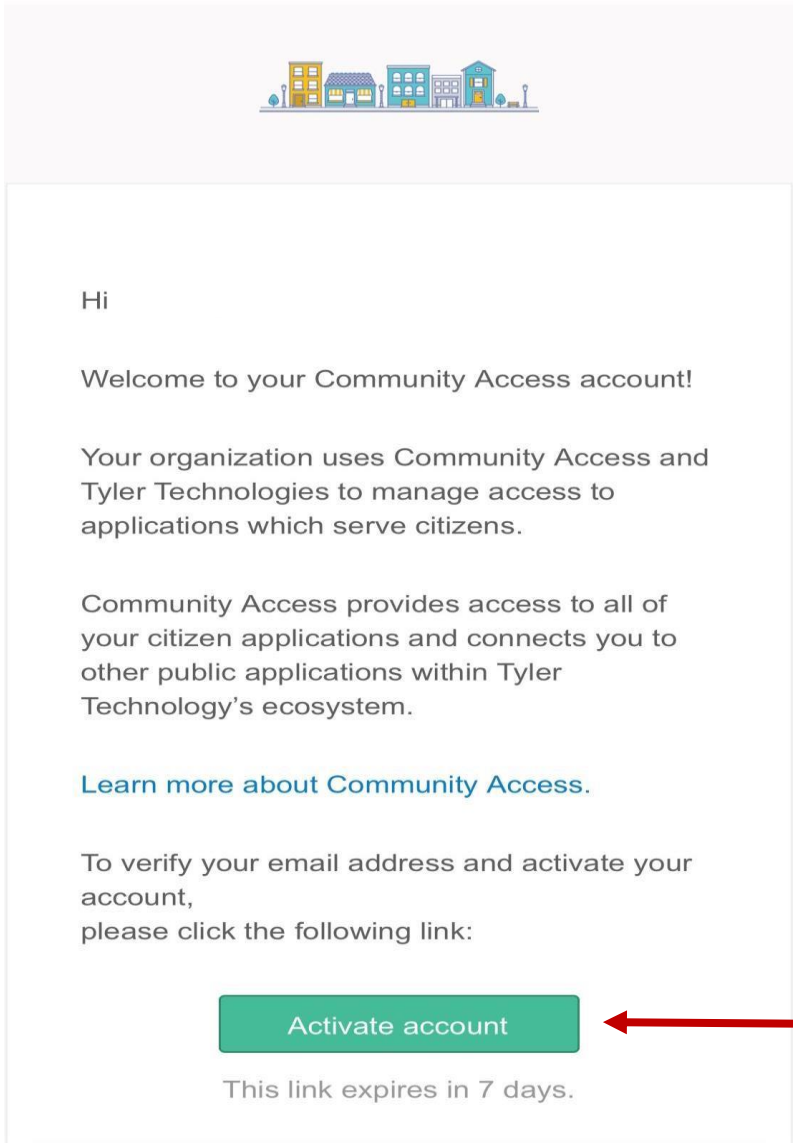 Hi
Welcome to your Community Access account!
Your organization uses Community Access and
Tyler Technologies to manage access to
applications which serve citizens.
Community Access provides access to all of
your citizen applications and connects you to
other public applications within Tyler
Technology’s ecosystem.
Learn more about Community Access.
To verify your email address and activate your
account,
please click the following link:
Activate account
This link expires in 7 days.